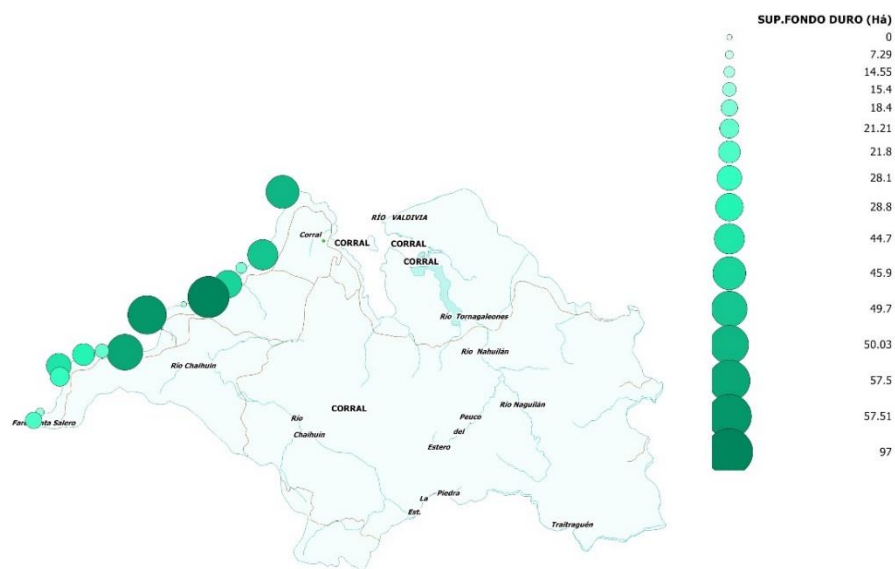 SUP.FONDO DURO (Há)
0
7.29
14.55
15.4
18.4
21.21
21.8
28.1
28.8
44.7
45.9
49.7
50.03
57.5
57.51
97
RÍO VALDIVIA
Corral
CORRAL
CORRAL
CORRAL
Río Tornagaleones
Río Nahuilán
Río Chaihuin
CORRAL
Río Naguilán
Peuco
del
Estero
Río
Chaihuín
La
Piedra
Est.
Traitraguén
Salero